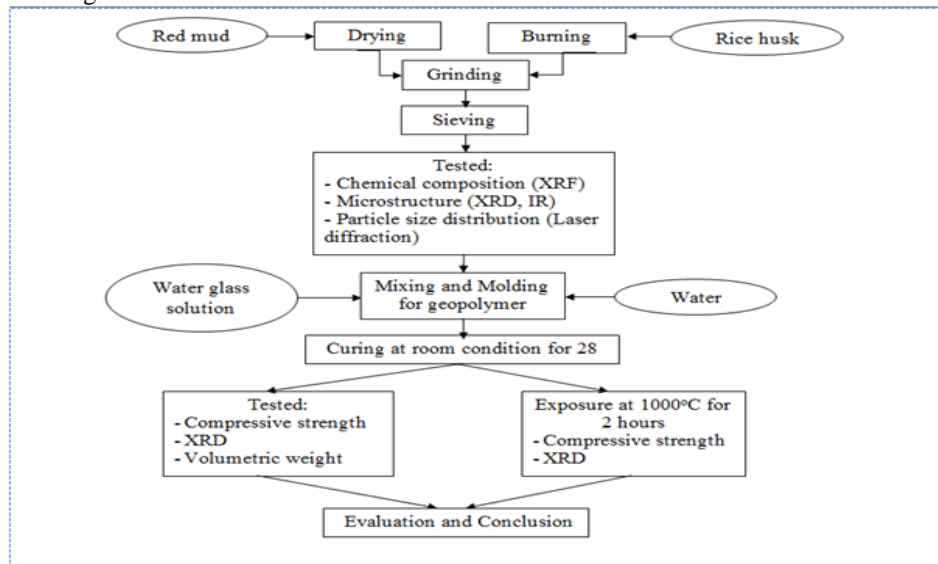 Red mud
Drying
Burning
Rice husk
Grinding
Sieving
Tested:
- Chemical composition (XRF)
- Microstructure (XRD, IR)
- Particle size distribution (Laser
diffraction)
Water glass
solution
Mixing and Molding
for geopolymer
Water
Curing at room condition for 28
Tested:
- Compressive strength
- XRD
- Volumetric weight
Exposure at 1000°C for
2 hours
- Compressive strength
- XRD
Evaluation and Conclusion